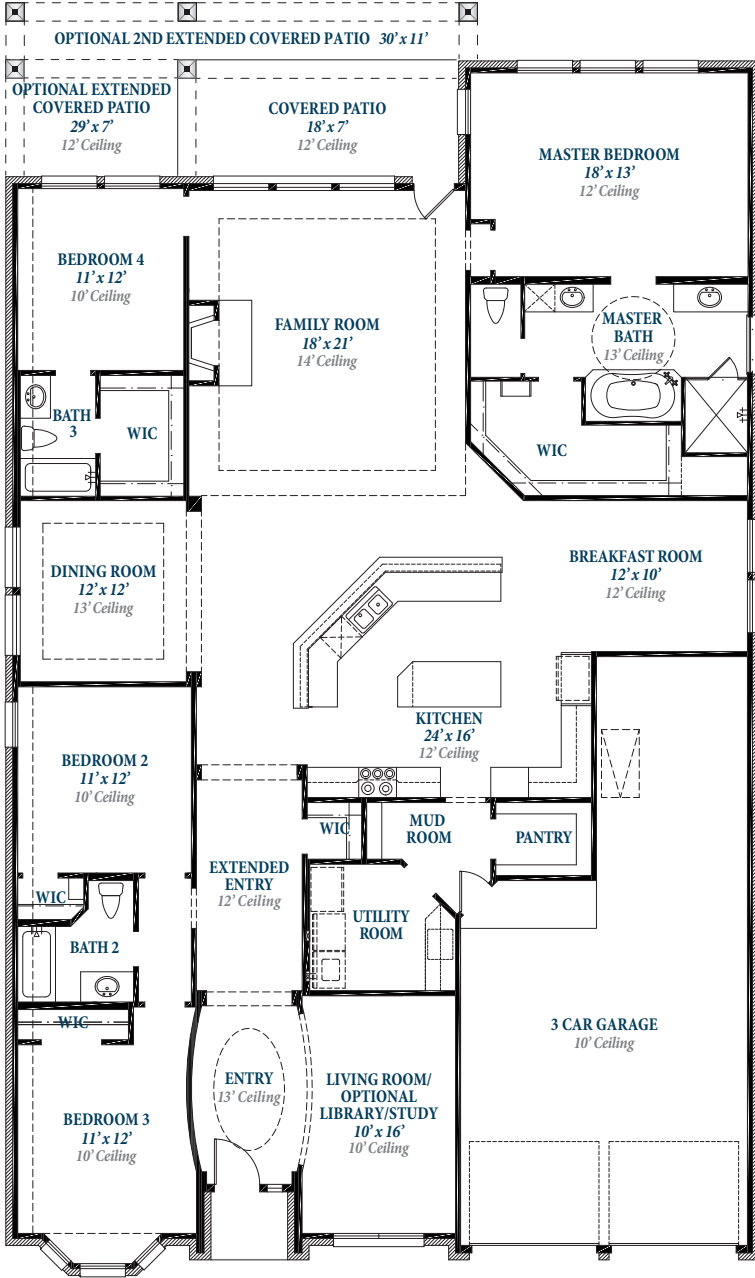 OPTIONAL 2ND EXTENDED COVERED PATIO 30' x 11'
OPTIONAL EXTENDED
COVERED PATIO
29' x 7'
12' Ceiling
COVERED PATIO
18' x 7'
12' Ceiling
MASTER BEDROOM
18' x 13'
12' Ceiling
BEDROOM 4
11' x 12'
10' Ceiling
FAMILY ROOM
18' x 21'
14' Ceiling
MASTER
BATH
13' Ceiling
BATH
3
WIC
WIC
DINING ROOM
12' x 12'
13' Ceiling
BREAKFAST ROOM
12' x 10'
12' Ceiling
KITCHEN
24' x 16'
12' Ceiling
BEDROOM 2
11' x 12'
10' Ceiling
WIC
MUD
ROOM
PANTRY
EXTENDED
ENTRY
12' Ceiling
WIC
UTILITY
ROOM
BATH 2
WIC
3 CAR GARAGE
10' Ceiling
ENTRY
13' Ceiling
LIVING ROOM/
OPTIONAL
LIBRARY/STUDY
10' x 16'
10' Ceiling
BEDROOM 3
11' x 12'
10' Ceiling